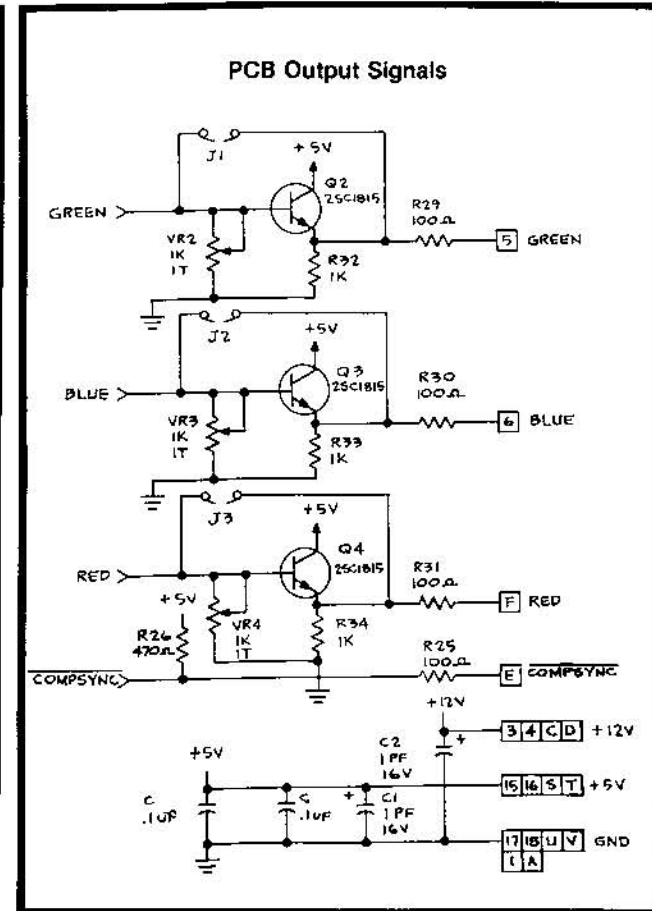 PCB Output Signals
J1
+5V
Q2
2SC1815
GREEN
VR2
1K
1T
R32
1K
R29
100Ω
5 GREEN
J2
+5V
Q3
2SC1815
BLUE
VR3
1K
1T
R33
1K
R30
100Ω
6 BLUE
J3
+5V
Q4
2SC1815
RED
VR4
1K
1T
R34
1K
R31
100Ω
F RED
+5V
R26
470Ω
COMPSYNC
R25
100Ω
E COMPSYNC
+12V
3 4 C D +12V
C2
1PF
16V
+5V
15 16 S T +5V
C
.1UF
C
.1UF
C1
1PF
16V
17 18 U V GND
1 A